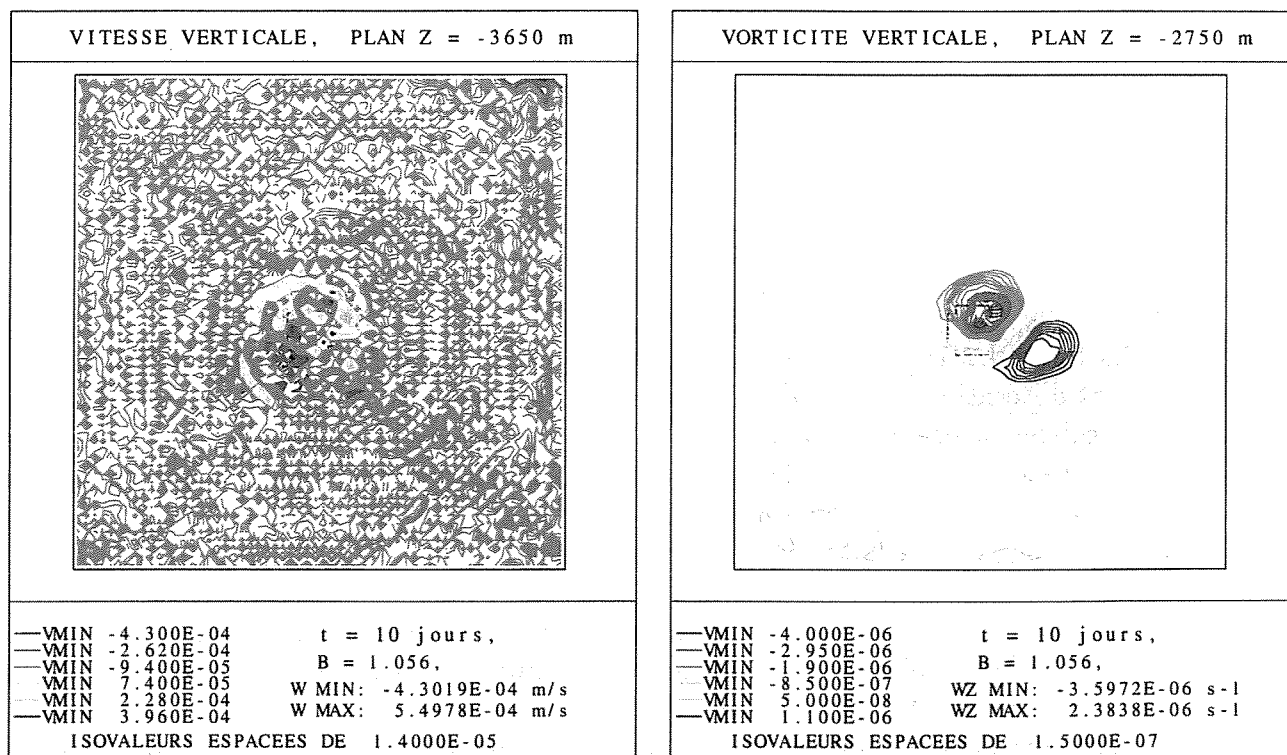 VITESSE VERTICALE, PLAN Z = -3650 m
VMIN -4.300E-04
VMIN -2.620E-04
VMIN -9.400E-05
VMIN 7.400E-05
VMIN 2.280E-04
VMIN 3.960E-04
t = 10 jours,
B = 1.056,
W MIN: -4.3019E-04 m/s
W MAX: 5.4978E-04 m/s
ISOVALEURS ESPACEES DE 1.4000E-05
VORTICITE VERTICALE, PLAN Z = -2750 m
VMIN -4.000E-06
VMIN -2.950E-06
VMIN -1.900E-06
VMIN -8.500E-07
VMIN 5.000E-08
VMIN 1.100E-06
t = 10 jours,
B = 1.056,
WZ MIN: -3.5972E-06 s-1
WZ MAX: 2.3838E-06 s-1
ISOVALEURS ESPACEES DE 1.5000E-07